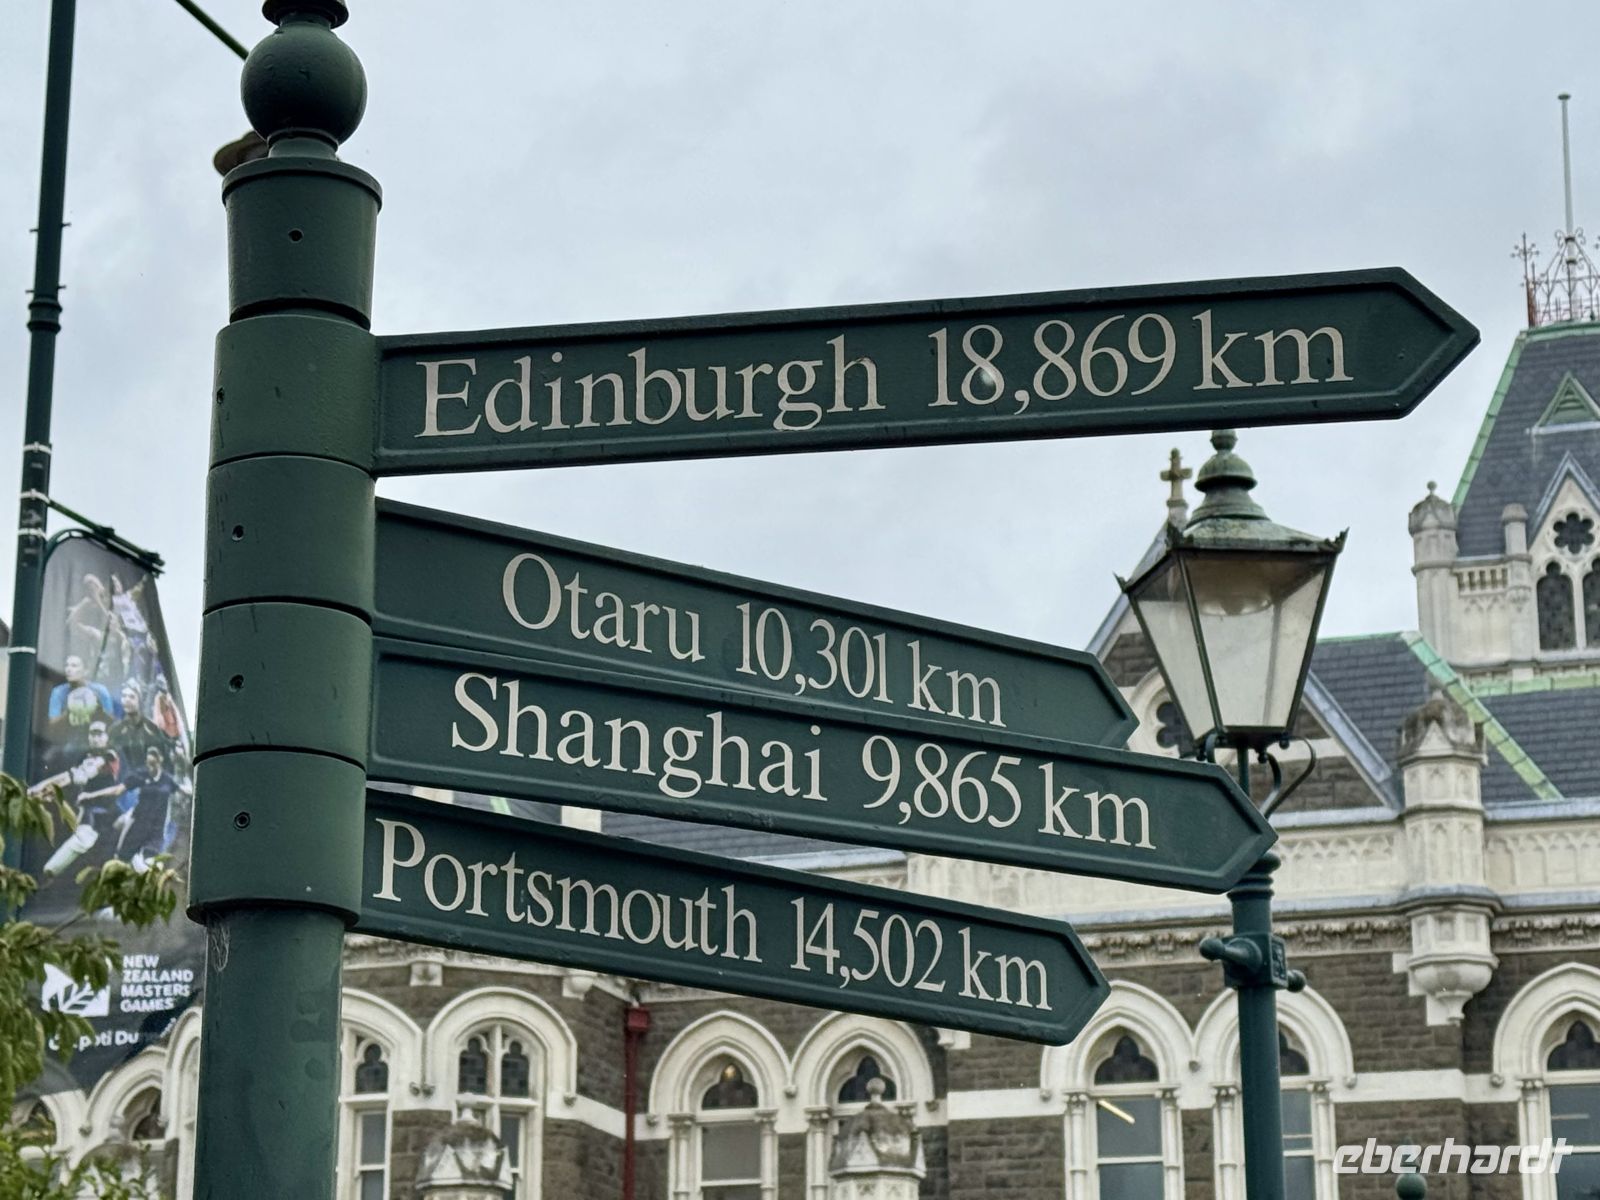 Edinburgh 18,869 km
Otaru 10,301 km
Shanghai 9,865 km
Portsmouth 14,502 km
NEW
ZEALAND
MASTERS
GAMES
eberhardt